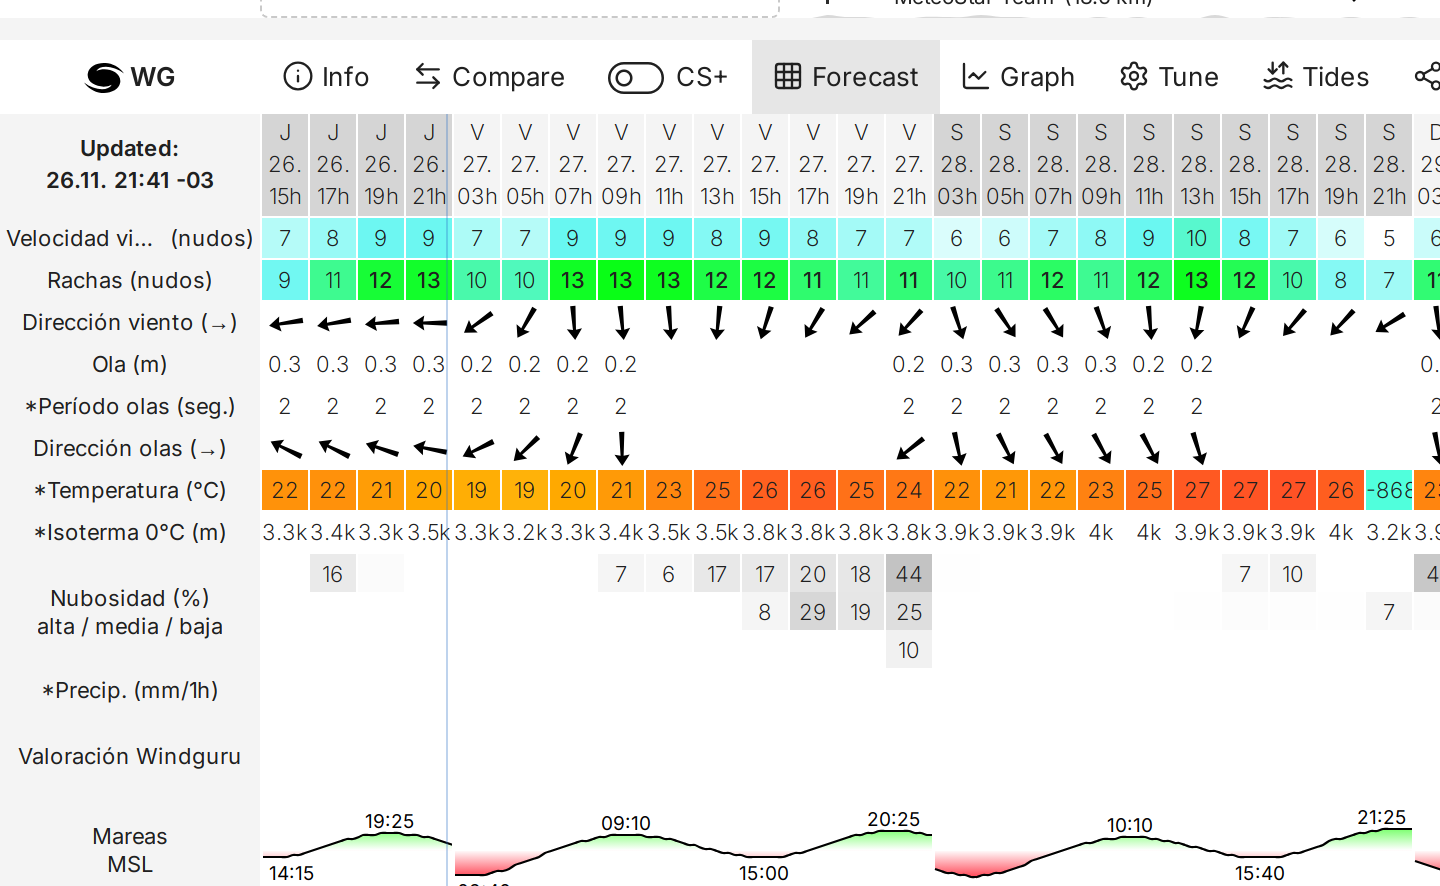 WG Info Compare CS+ Forecast Graph Tune Tides
Updated:
26.11. 21:41 -03
J J J J V V V V V V V V V V S S S S S S S S S S
26. 26. 26. 26. 27. 27. 27. 27. 27. 27. 27. 27. 27. 27. 28. 28. 28. 28. 28. 28. 28. 28. 28. 28.
15h 17h 19h 21h 03h 05h 07h 09h 11h 13h 15h 17h 19h 21h 03h 05h 07h 09h 11h 13h 15h 17h 19h 21h
Velocidad vi... (nudos) 7 8 9 9 7 7 9 9 9 8 9 8 7 7 6 6 7 8 9 10 8 7 6 5 6
Rachas (nudos) 9 11 12 13 10 10 13 13 13 12 12 11 11 11 10 11 12 11 12 13 12 10 8 7
Dirección viento (→)
Ola (m) 0.3 0.3 0.3 0.3 0.2 0.2 0.2 0.2 0.2 0.3 0.3 0.3 0.3 0.2 0.2
*Período olas (seg.) 2 2 2 2 2 2 2 2 2 2 2 2 2 2 2 2
Dirección olas (→)
*Temperatura (°C) 22 22 21 20 19 19 20 21 23 25 26 26 25 24 22 21 22 23 25 27 27 27 26 -868
*Isoterma 0°C (m) 3.3k 3.4k 3.3k 3.5k 3.3k 3.2k 3.3k 3.4k 3.5k 3.5k 3.8k 3.8k 3.8k 3.8k 3.9k 3.9k 3.9k 4k 4k 3.9k 3.9k 3.9k 4k 3.2k
16 7 6 17 17 20 18 44 7 10
Nubosidad (%)
alta / media / baja
8 29 19 25 7
10
*Precip. (mm/1h)
Valoración Windguru
Mareas
MSL
19:25 09:10 20:25 10:10 21:25
14:15 15:00 15:40